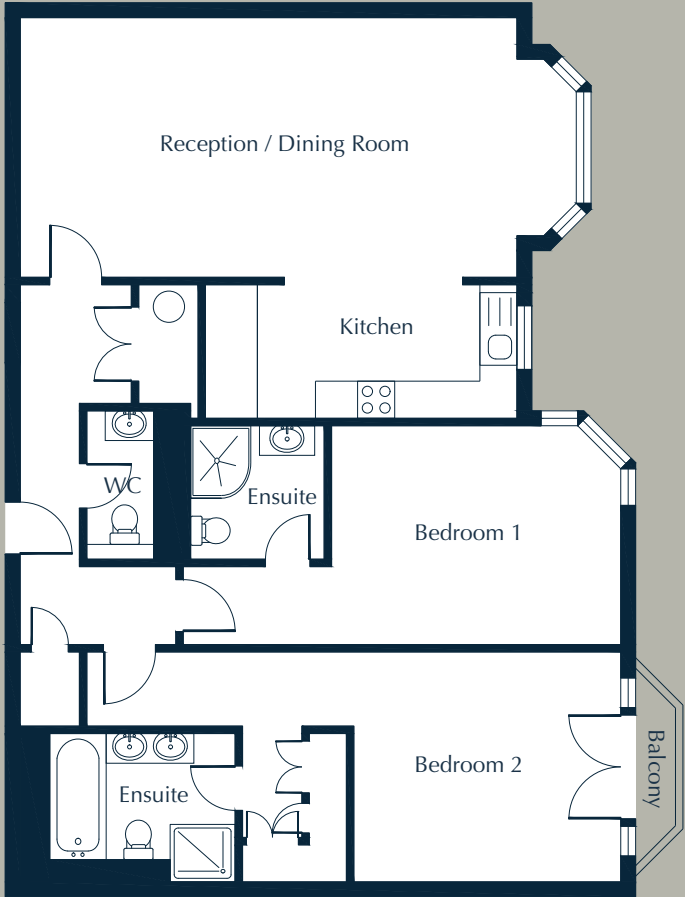 Reception / Dining Room
Kitchen
WC
Ensuite
Bedroom 1
Ensuite
Bedroom 2
Balcony